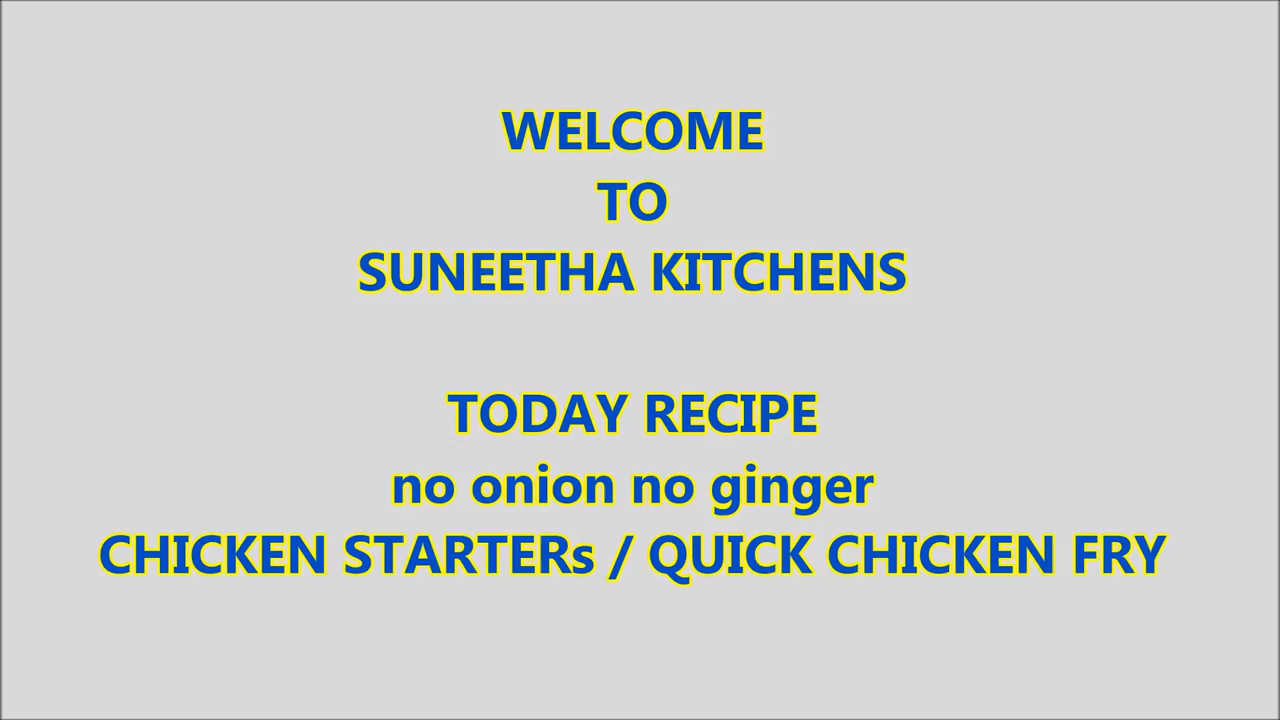 WELCOME
TO
SUNEETHA KITCHENS
TODAY RECIPE
no onion no ginger
CHICKEN STARTERs / QUICK CHICKEN FRY